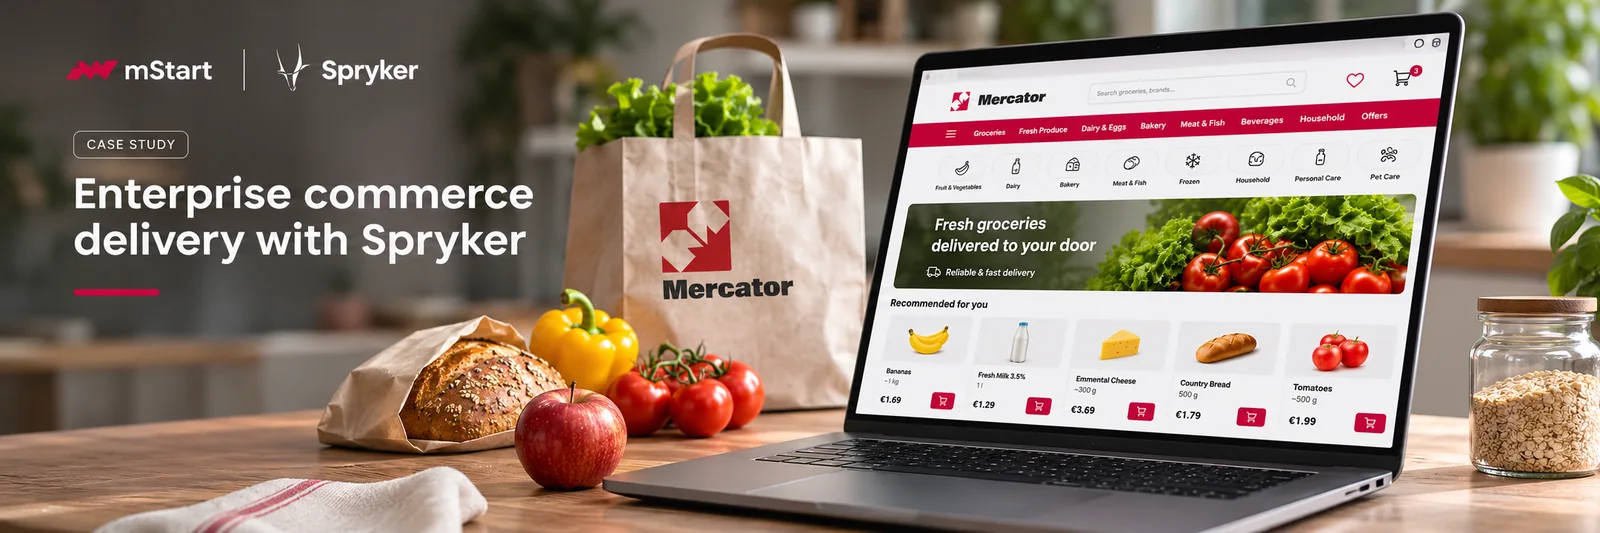 mStart
Spryker
CASE STUDY
Enterprise commerce
delivery with Spryker
Mercator
Mercator
Search groceries, brands...
3
Groceries
Fresh Produce
Dairy & Eggs
Bakery
Meat & Fish
Beverages
Household
Offers
Fruit & Vegetables
Dairy
Bakery
Meat & Fish
Frozen
Household
Personal Care
Pet Care
Fresh groceries
delivered to your door
Reliable & fast delivery
Recommended for you
Bananas
~1 kg
€1.69
Fresh Milk 3.5%
1 l
€1.29
Emmental Cheese
~300 g
€3.69
Country Bread
500 g
€1.79
Tomatoes
~500 g
€1.99